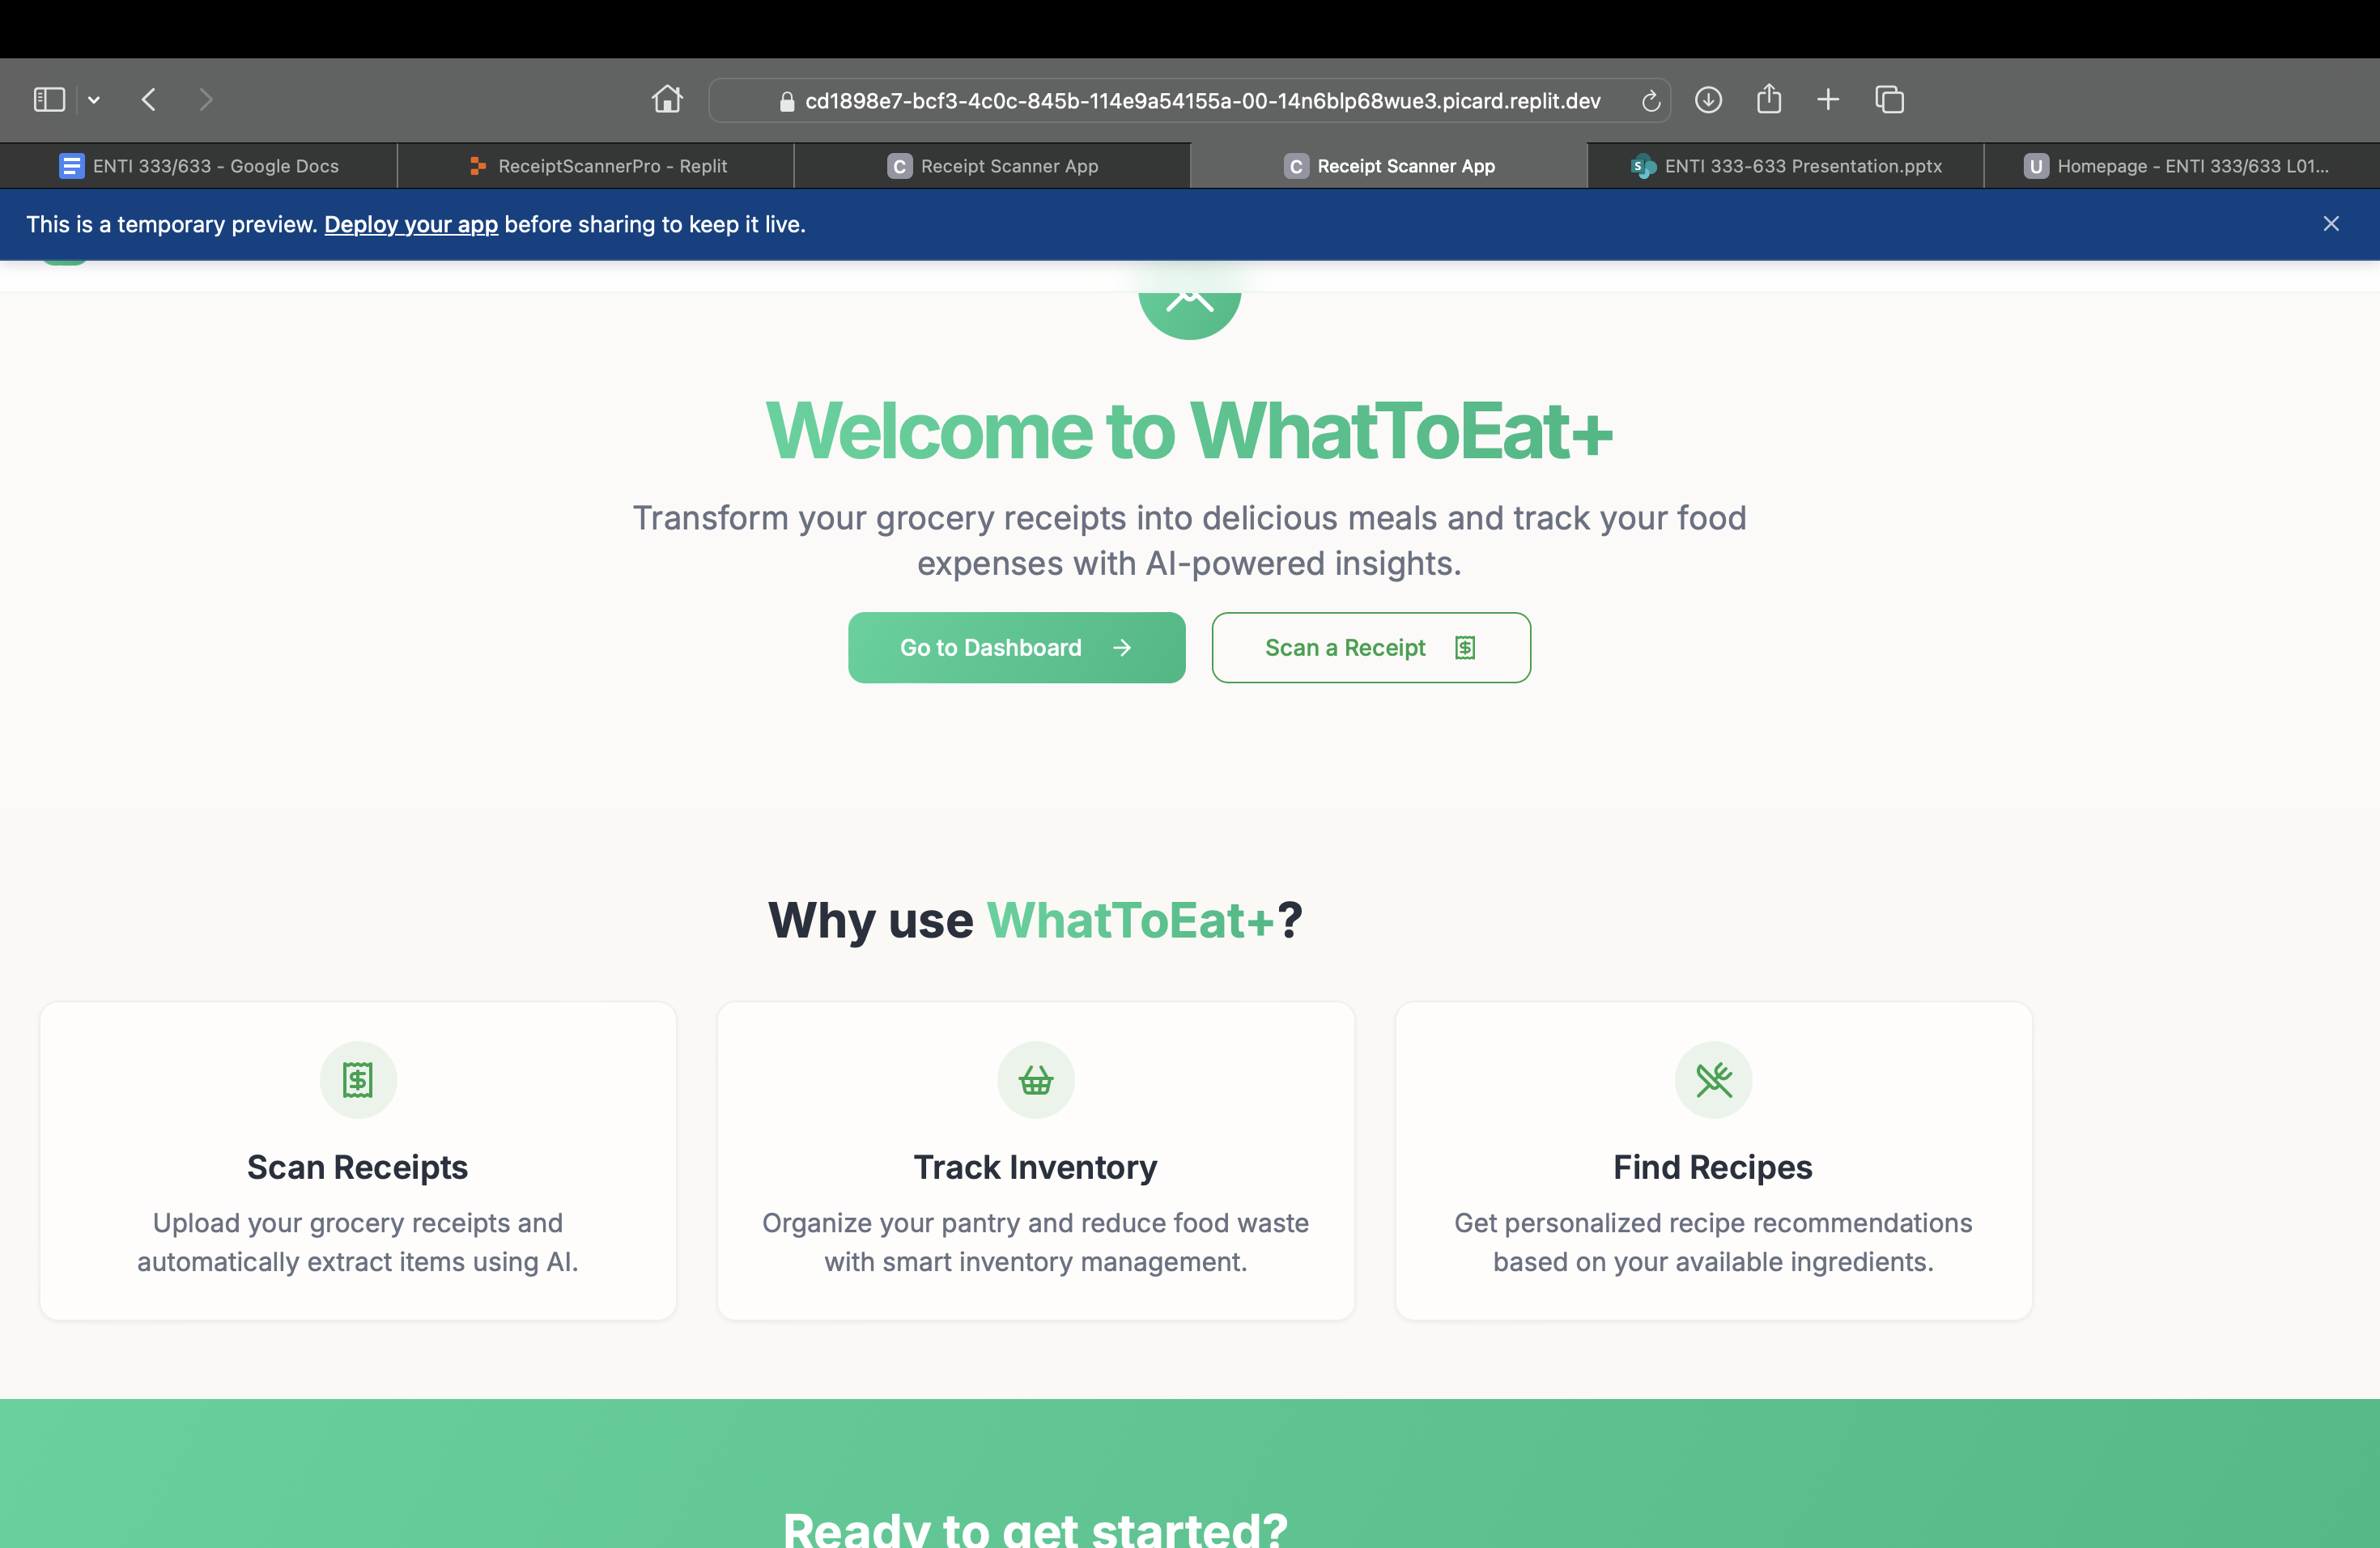 cd1898e7-bcf3-4c0c-845b-114e9a54155a-00-14n6blp68wue3.picard.replit.dev
ENTI 333/633 - Google Docs
ReceiptScannerPro - Replit
C Receipt Scanner App
C Receipt Scanner App
S ENTI 333-633 Presentation.pptx
U Homepage - ENTI 333/633 L01...
This is a temporary preview. Deploy your app before sharing to keep it live.
Welcome to WhatToEat+
Transform your grocery receipts into delicious meals and track your food
expenses with AI-powered insights.
Go to Dashboard
Scan a Receipt
Why use WhatToEat+?
Scan Receipts
Upload your grocery receipts and
automatically extract items using AI.
Track Inventory
Organize your pantry and reduce food waste
with smart inventory management.
Find Recipes
Get personalized recipe recommendations
based on your available ingredients.
Ready to get started?